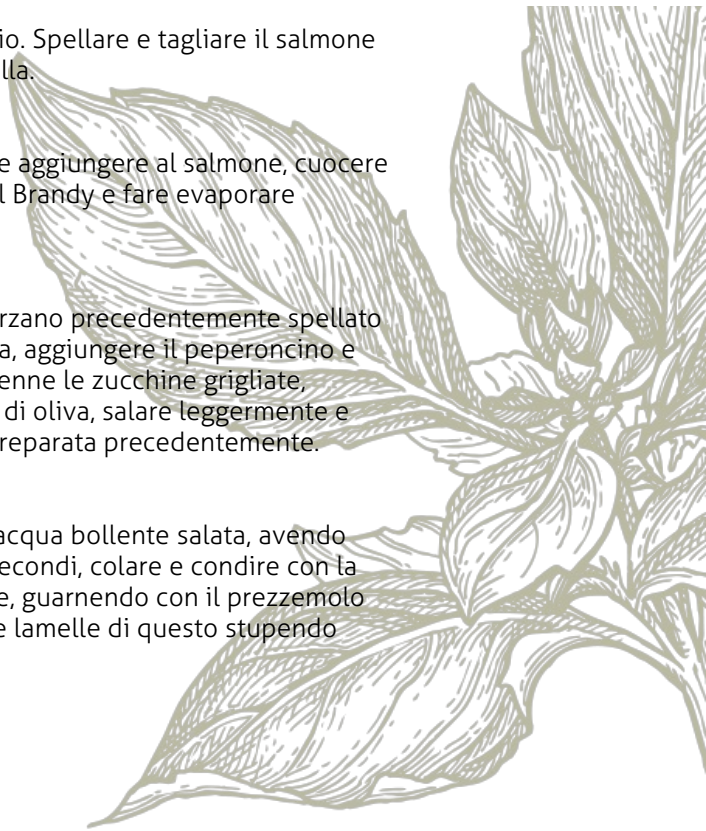 io. Spellare e tagliare il salmone
lla.
e aggiungere al salmone, cuocere
l Brandy e fare evaporare
rzano precedentemente spellato
a, aggiungere il peperoncino e
enne le zucchine grigliate,
di oliva, salare leggermente e
reparata precedentemente.
acqua bollente salata, avendo
econdi, colare e condire con la
e, guarnendo con il prezzemolo
e lamelle di questo stupendo